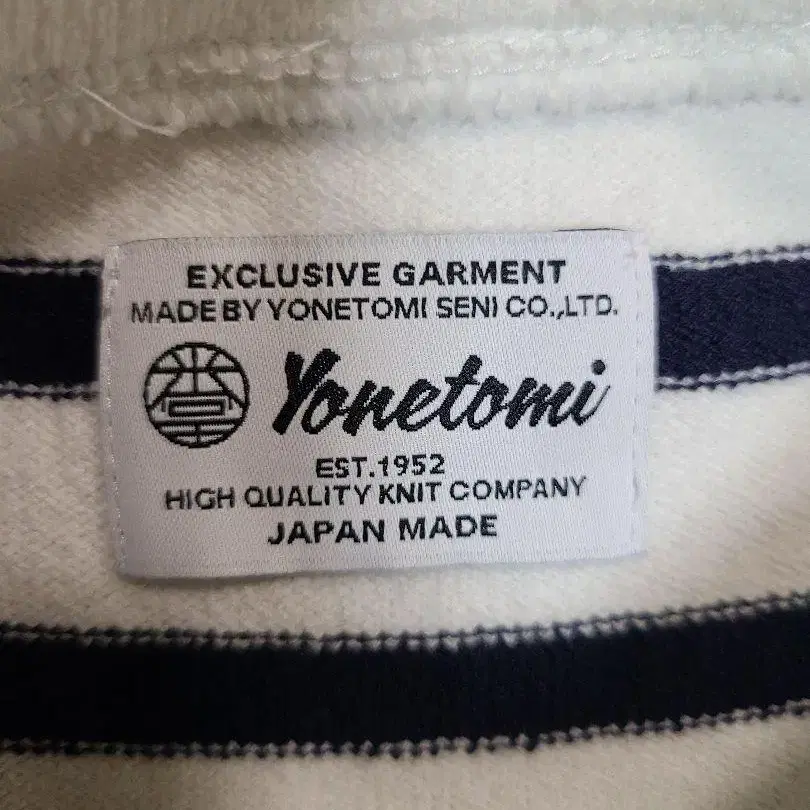 EXCLUSIVE GARMENT
MADE BY YONETOMI SENI CO.,LTD.
Yonetomi
EST.1952
HIGH QUALITY KNIT COMPANY
JAPAN MADE